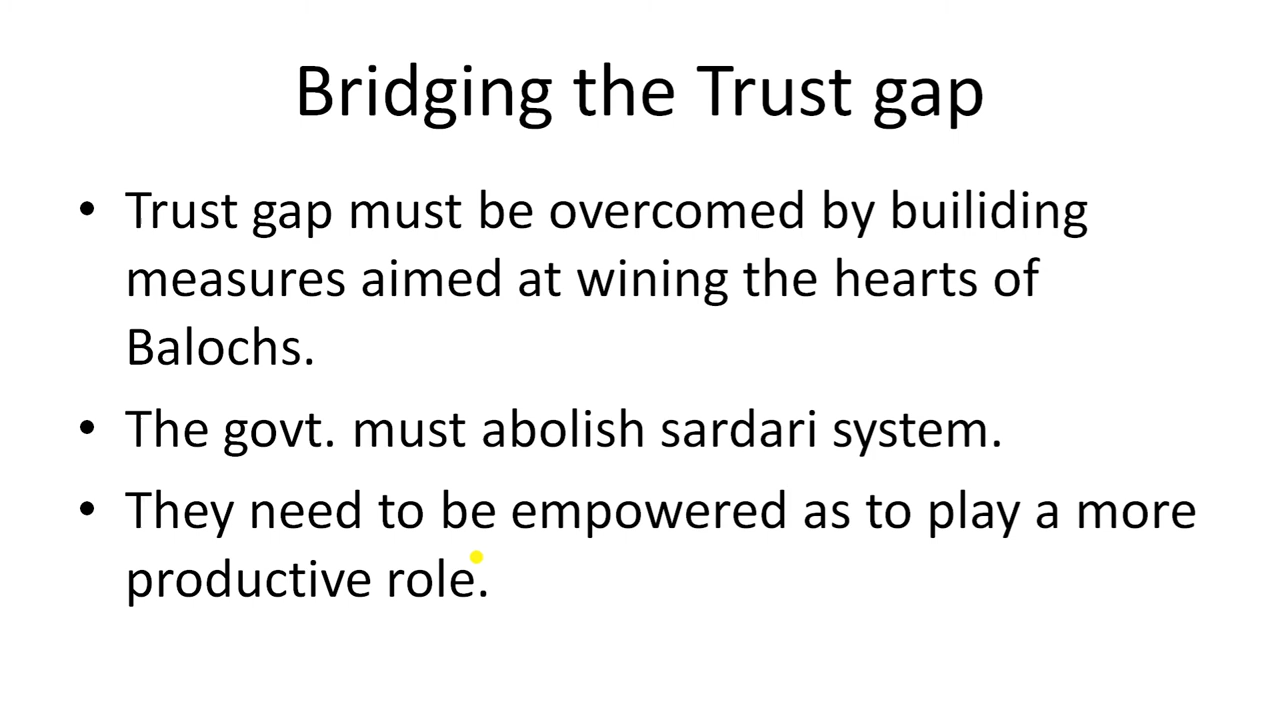 Bridging the Trust gap
• Trust gap must be overcomed by builiding
measures aimed at wining the hearts of
Balochs.
• The govt. must abolish sardari system.
• They need to be empowered as to play a more
productive role.